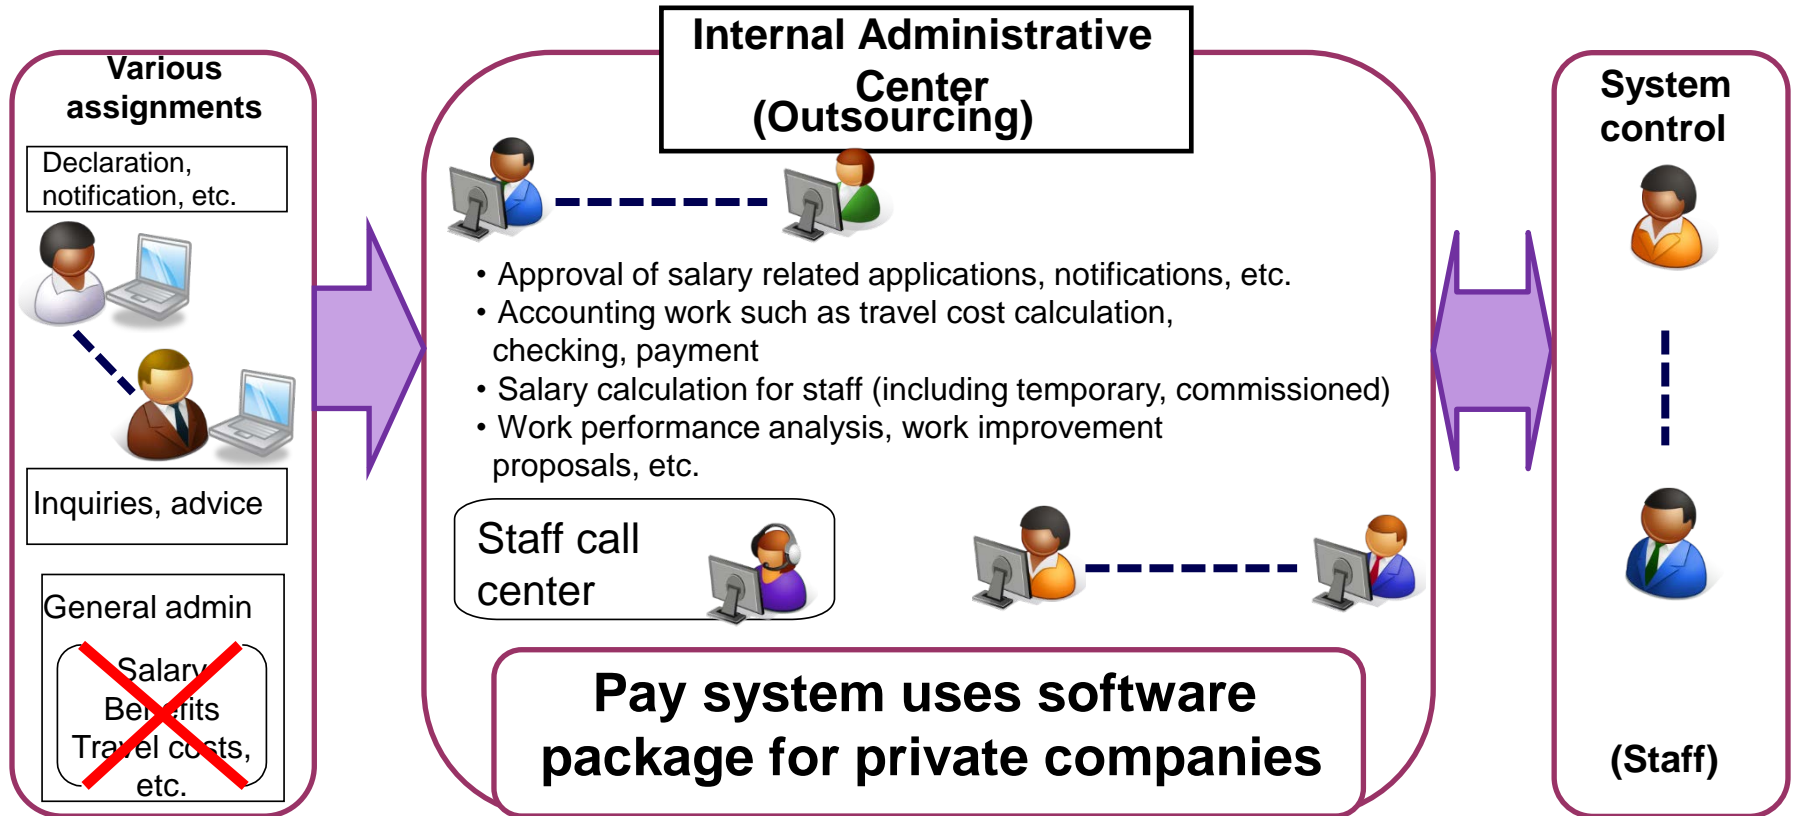 Various
assignments
Declaration,
notification, etc.
Inquiries, advice
General admin
Salary
Benefits
Travel costs,
etc.
Internal Administrative
Center
(Outsourcing)
• Approval of salary related applications, notifications, etc.
• Accounting work such as travel cost calculation,
checking, payment
• Salary calculation for staff (including temporary, commissioned)
• Work performance analysis, work improvement
proposals, etc.
Staff call
center
Pay system uses software
package for private companies
System
control
(Staff)